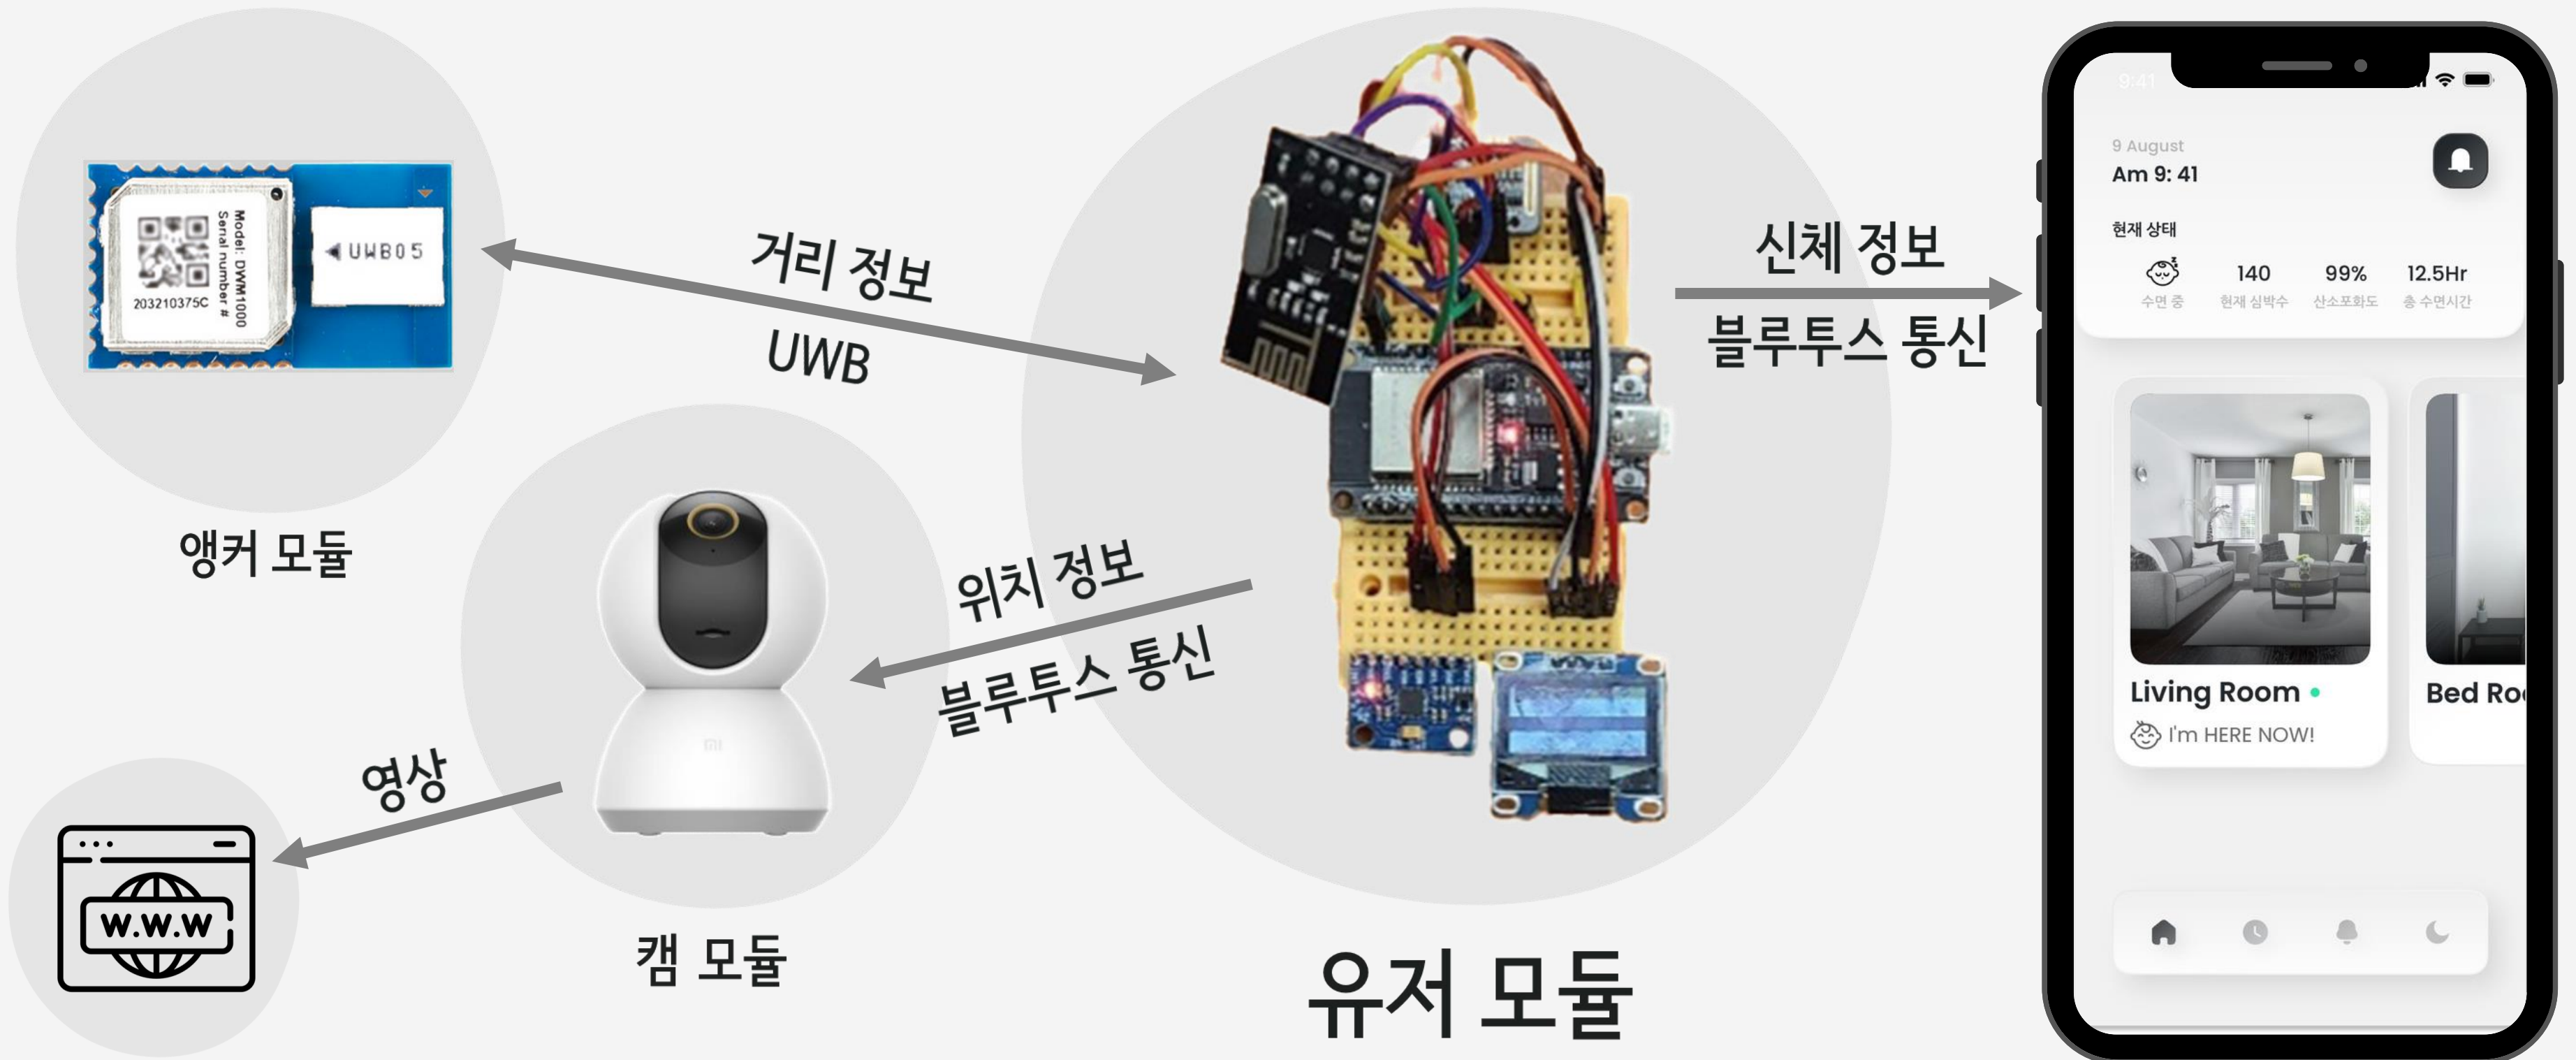 Model: DWM1000
Serial number #
203210375C
UWB05
앵커 모듈
거리 정보
UWB
캠 모듈
위치 정보
블루투스 통신
영상
W.W.W
mi
유저 모듈
신체 정보
블루투스 통신
9:41
9 August
Am 9: 41
현재 상태
140
99%
12.5Hr
수면 중
현재 심박수
산소포화도
총 수면시간
Living Room
Bed Ro
I'm HERE NOW!